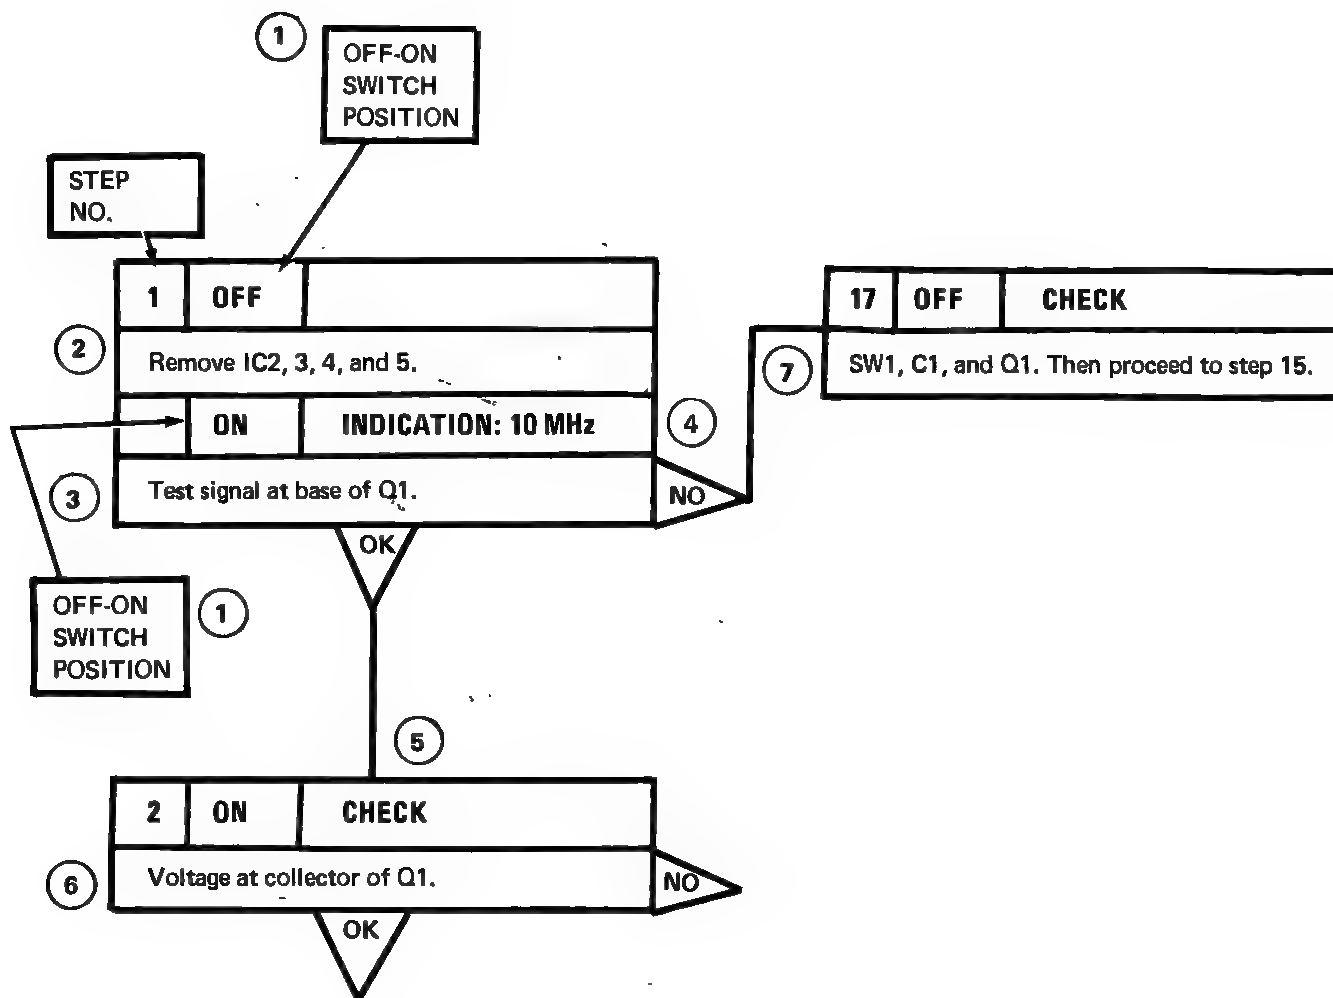 1
OFF-ON
SWITCH
POSITION
STEP
NO.
1 OFF
2
Remove IC2, 3, 4, and 5.
ON INDICATION: 10 MHz
4
3
Test signal at base of Q1.
NO
OK
17 OFF CHECK
7
SW1, C1, and Q1. Then proceed to step 15.
OFF-ON
SWITCH
POSITION
1
5
2 ON CHECK
6
Voltage at collector of Q1.
NO
OK